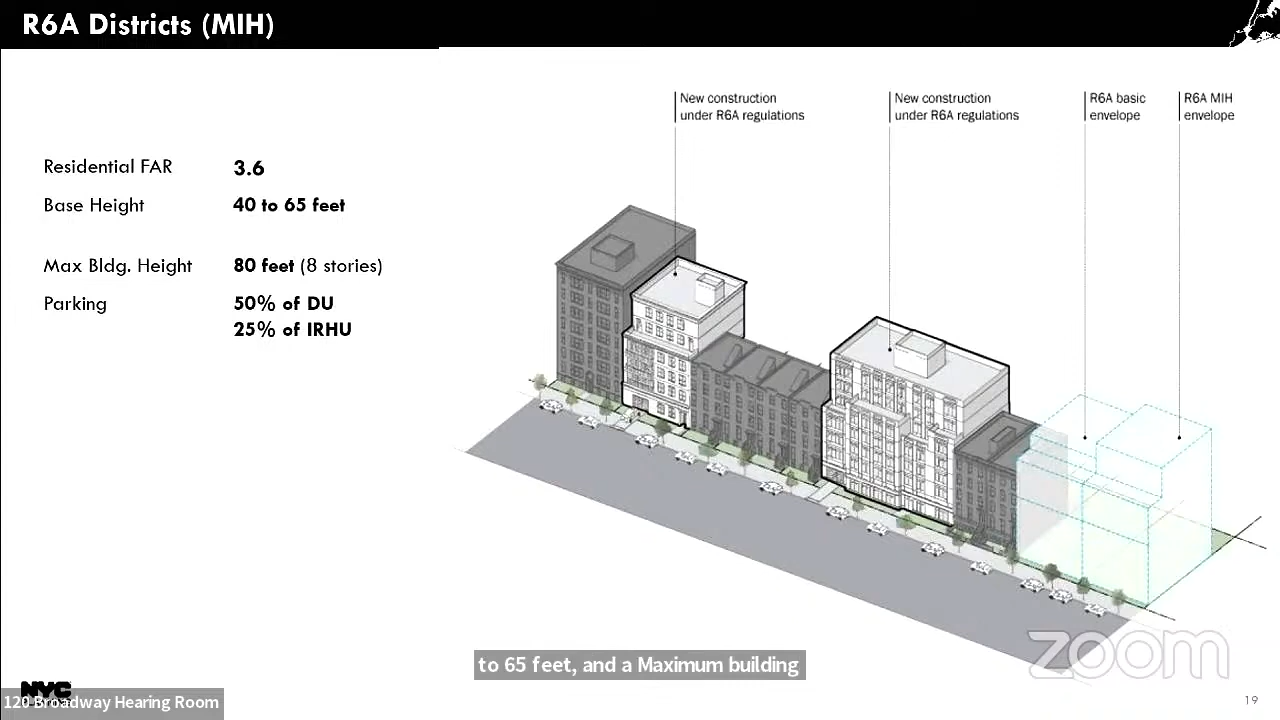 R6A Districts (MIH)
New construction
under R6A regulations
New construction
under R6A regulations
R6A basic
envelope
R6A MIH
envelope
Residential FAR 3.6
Base Height 40 to 65 feet
Max Bldg. Height 80 feet (8 stories)
Parking 50% of DU
25% of IRHU
to 65 feet, and a Maximum building
zoom
NYC
120 Broadway Hearing Room
19